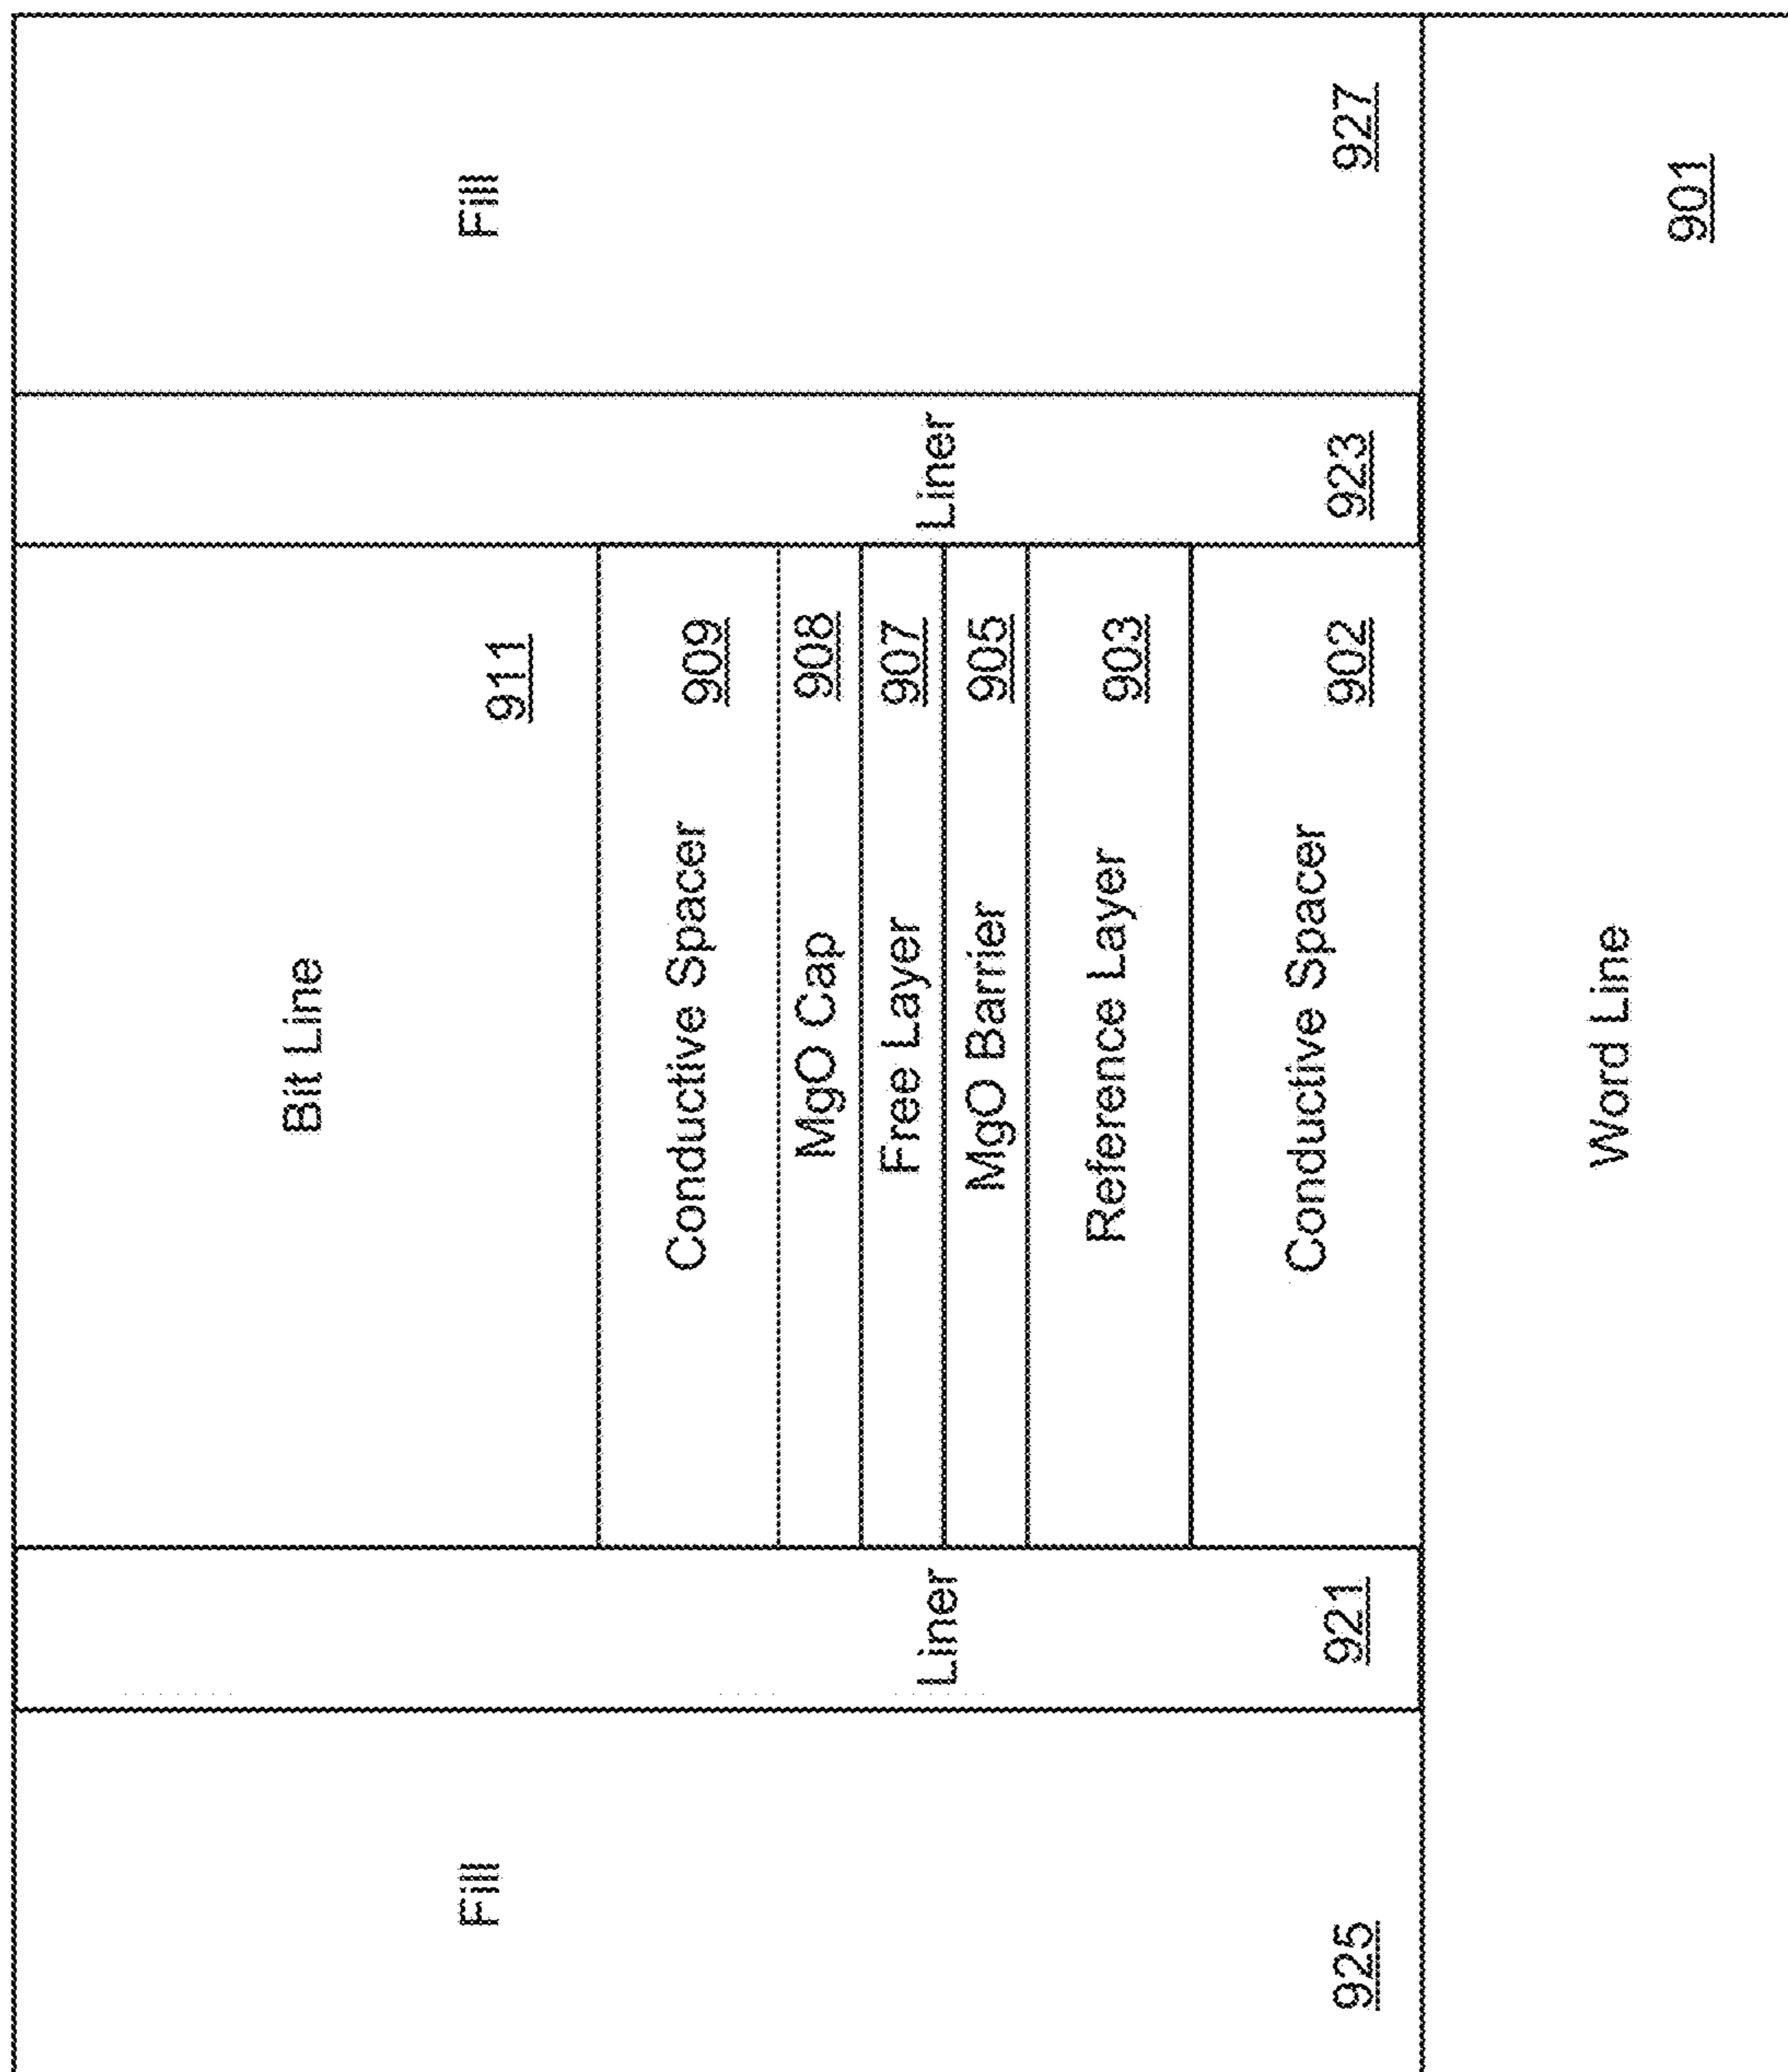 Bit Line
Fill
Fill
911
Conductive Spacer 909
MgO Cap 908
Free Layer 907
Liner
Liner
MgO Barrier 905
Reference Layer 903
Conductive Spacer 902
925
921
923
927
Word Line
901